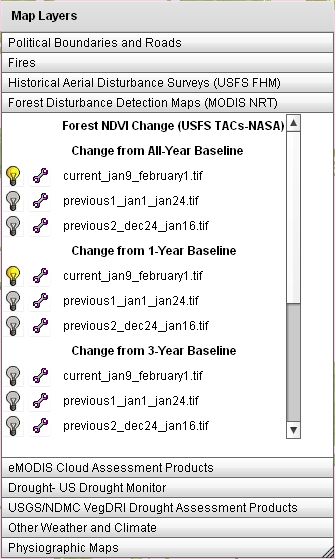 Map Layers
Political Boundaries and Roads
Fires
Historical Aerial Disturbance Surveys (USFS FHM)
Forest Disturbance Detection Maps (MODIS NRT)
Forest NDVI Change (USFS TACs-NASA)
Change from All-Year Baseline
current_jan9_february1.tif
previous1_jan1_jan24.tif
previous2_dec24_jan16.tif
Change from 1-Year Baseline
current_jan9_february1.tif
previous1_jan1_jan24.tif
previous2_dec24_jan16.tif
Change from 3-Year Baseline
current_jan9_february1.tif
previous1_jan1_jan24.tif
previous2_dec24_jan16.tif
eMODIS Cloud Assessment Products
Drought- US Drought Monitor
USGS/NDMC VegDRI Drought Assessment Products
Other Weather and Climate
Physiographic Maps